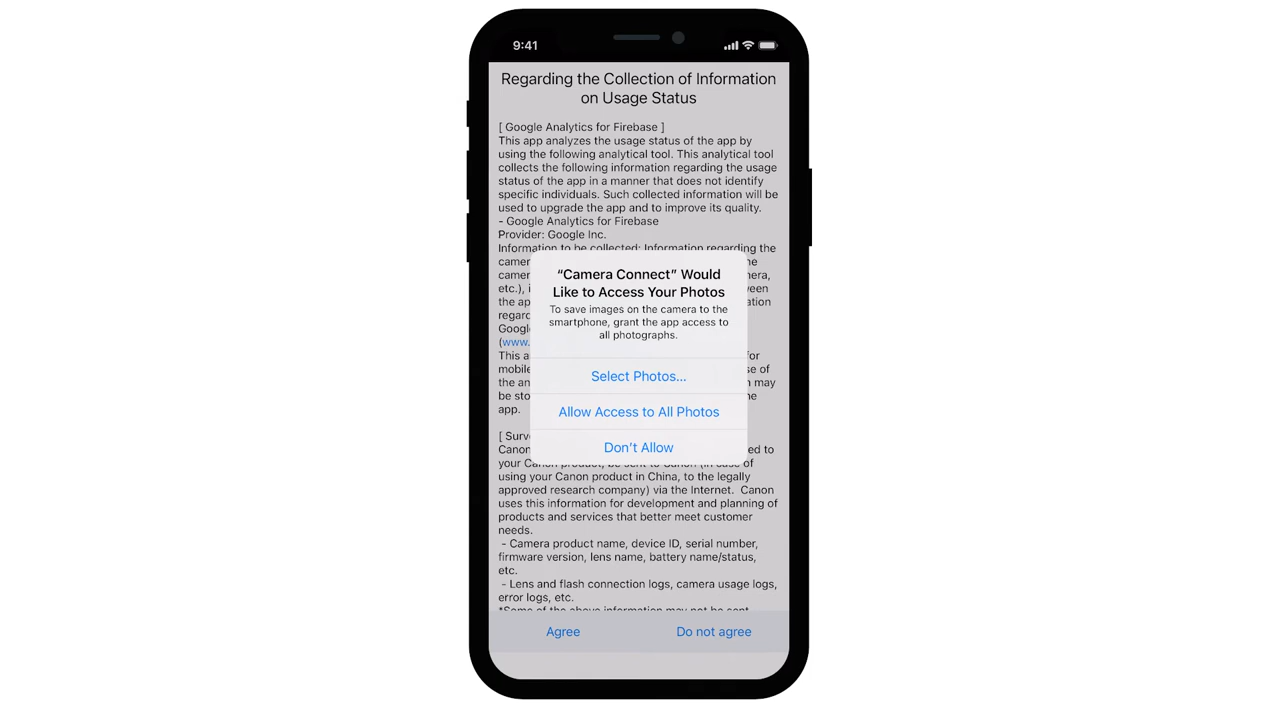 9:41
Regarding the Collection of Information
on Usage Status
[ Google Analytics for Firebase ]
This app analyzes the usage status of the app by
using the following analytical tool. This analytical tool
collects the following information regarding the usage
status of the app in a manner that does not identify
specific individuals. Such collected information will be
used to upgrade the app and to improve its quality.
- Google Analytics for Firebase
Provider: Google Inc.
Information to be collected: Information regarding the
“Camera Connect” Would
Like to Access Your Photos
To save images on the camera to the
smartphone, grant the app access to
all photographs.
Select Photos...
Allow Access to All Photos
Don’t Allow
your Canon product, be sent to Canon (in case of
using your Canon product in China, to the legally
approved research company) via the Internet.  Canon
uses this information for development and planning of
products and services that better meet customer
needs.
- Camera product name, device ID, serial number,
firmware version, lens name, battery name/status,
etc.
- Lens and flash connection logs, camera usage logs,
error logs, etc.
*Some of the above information may not be sent
Agree Do not agree